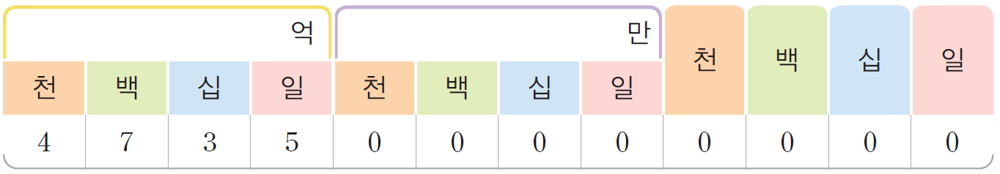 억 만
천 백 십 일 천 백 십 일 천 백 십 일
4 7 3 5 0 0 0 0 0 0 0 0